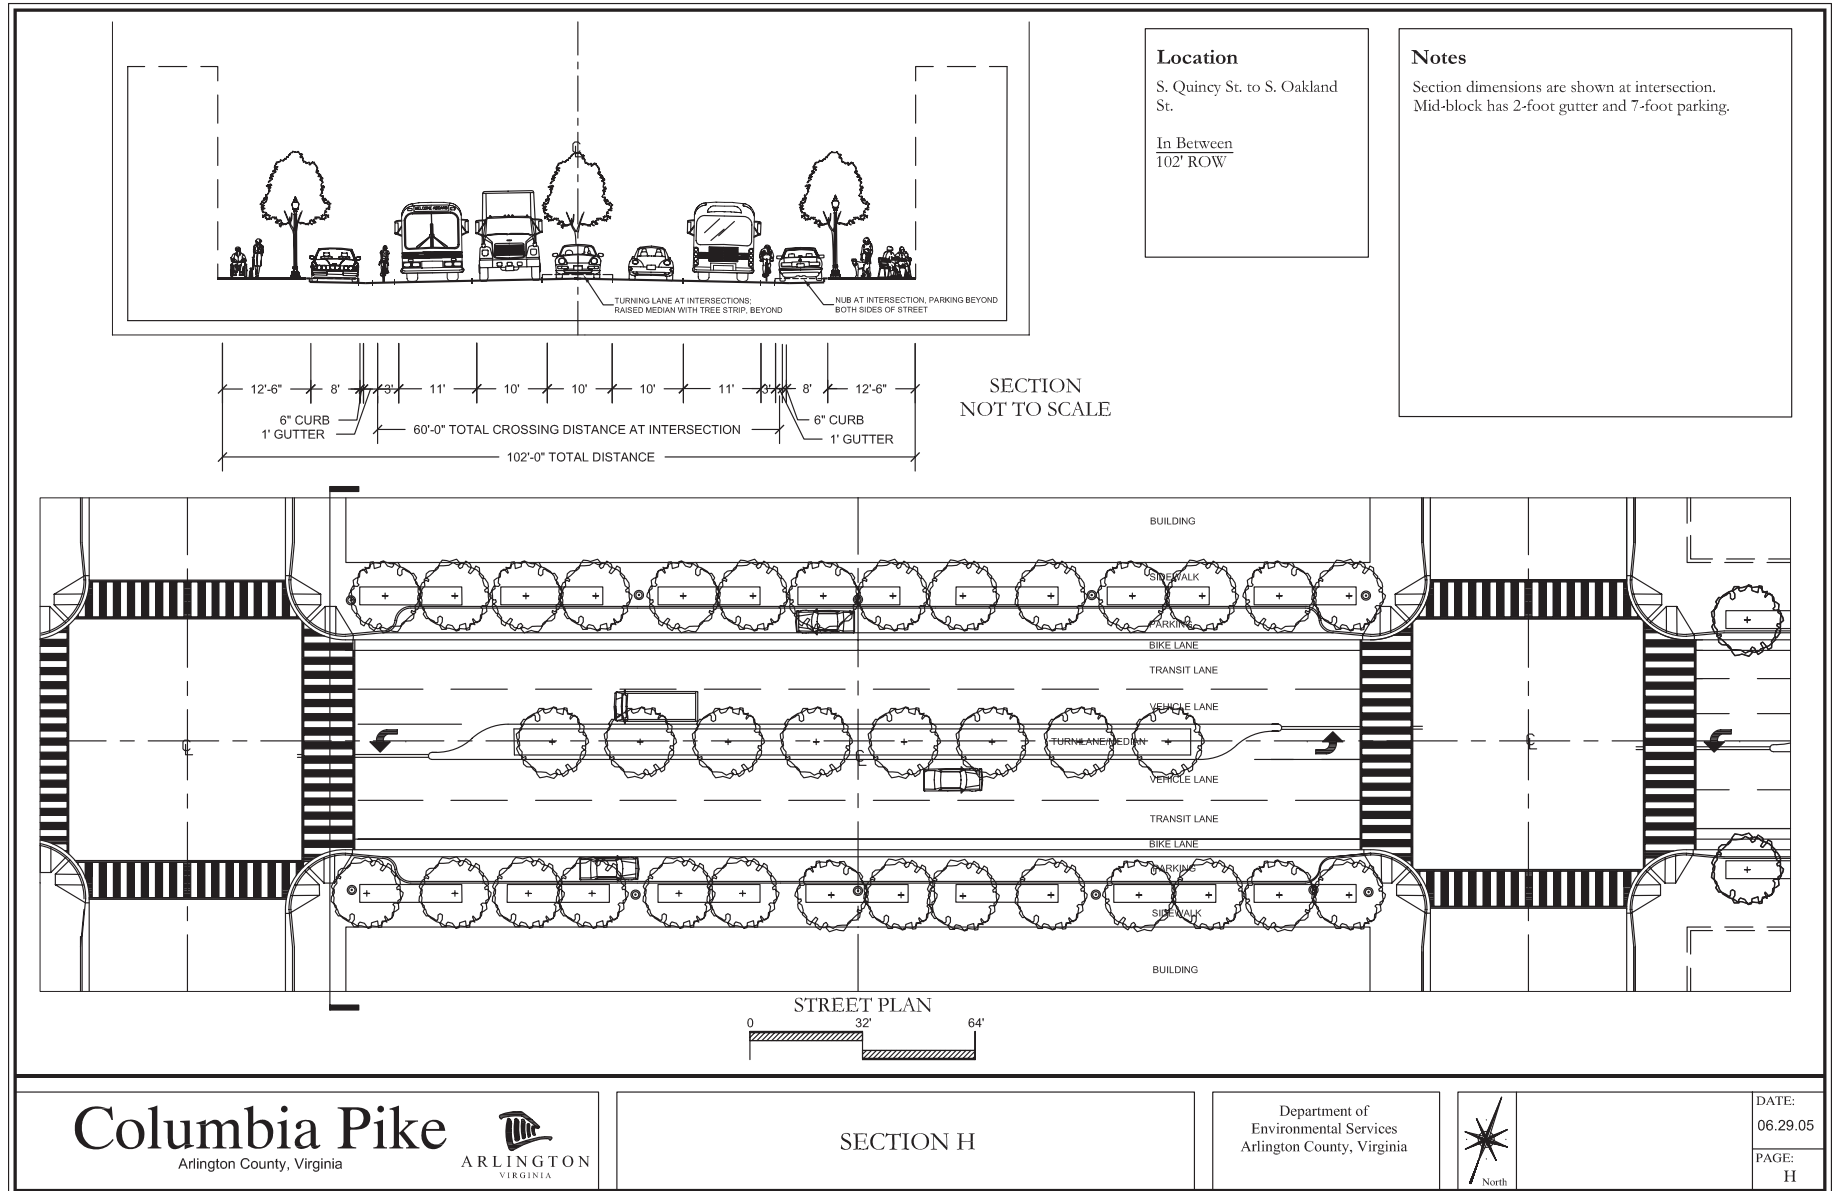 Location
S. Quincy St. to S. Oakland
St.
In Between
102' ROW
Notes
Section dimensions are shown at intersection.
Mid-block has 2-foot gutter and 7-foot parking.
TURNING LANE AT INTERSECTIONS;
RAISED MEDIAN WITH TREE STRIP, BEYOND
NUB AT INTERSECTION, PARKING BEYOND
BOTH SIDES OF STREET
12'-6" 8' 3' 11' 10' 10' 10' 11' 3' 8' 12'-6"
6" CURB
1' GUTTER
60'-0" TOTAL CROSSING DISTANCE AT INTERSECTION
6" CURB
1' GUTTER
102'-0" TOTAL DISTANCE
SECTION
NOT TO SCALE
BUILDING
SIDEWALK
PARKING
BIKE LANE
TRANSIT LANE
VEHICLE LANE
TURNLANE/MEDIAN
VEHICLE LANE
TRANSIT LANE
BIKE LANE
PARKING
SIDEWALK
BUILDING
STREET PLAN
0 32' 64'
Columbia Pike
Arlington County, Virginia
ARLINGTON
VIRGINIA
SECTION H
Department of
Environmental Services
Arlington County, Virginia
North
DATE:
06.29.05
PAGE:
H